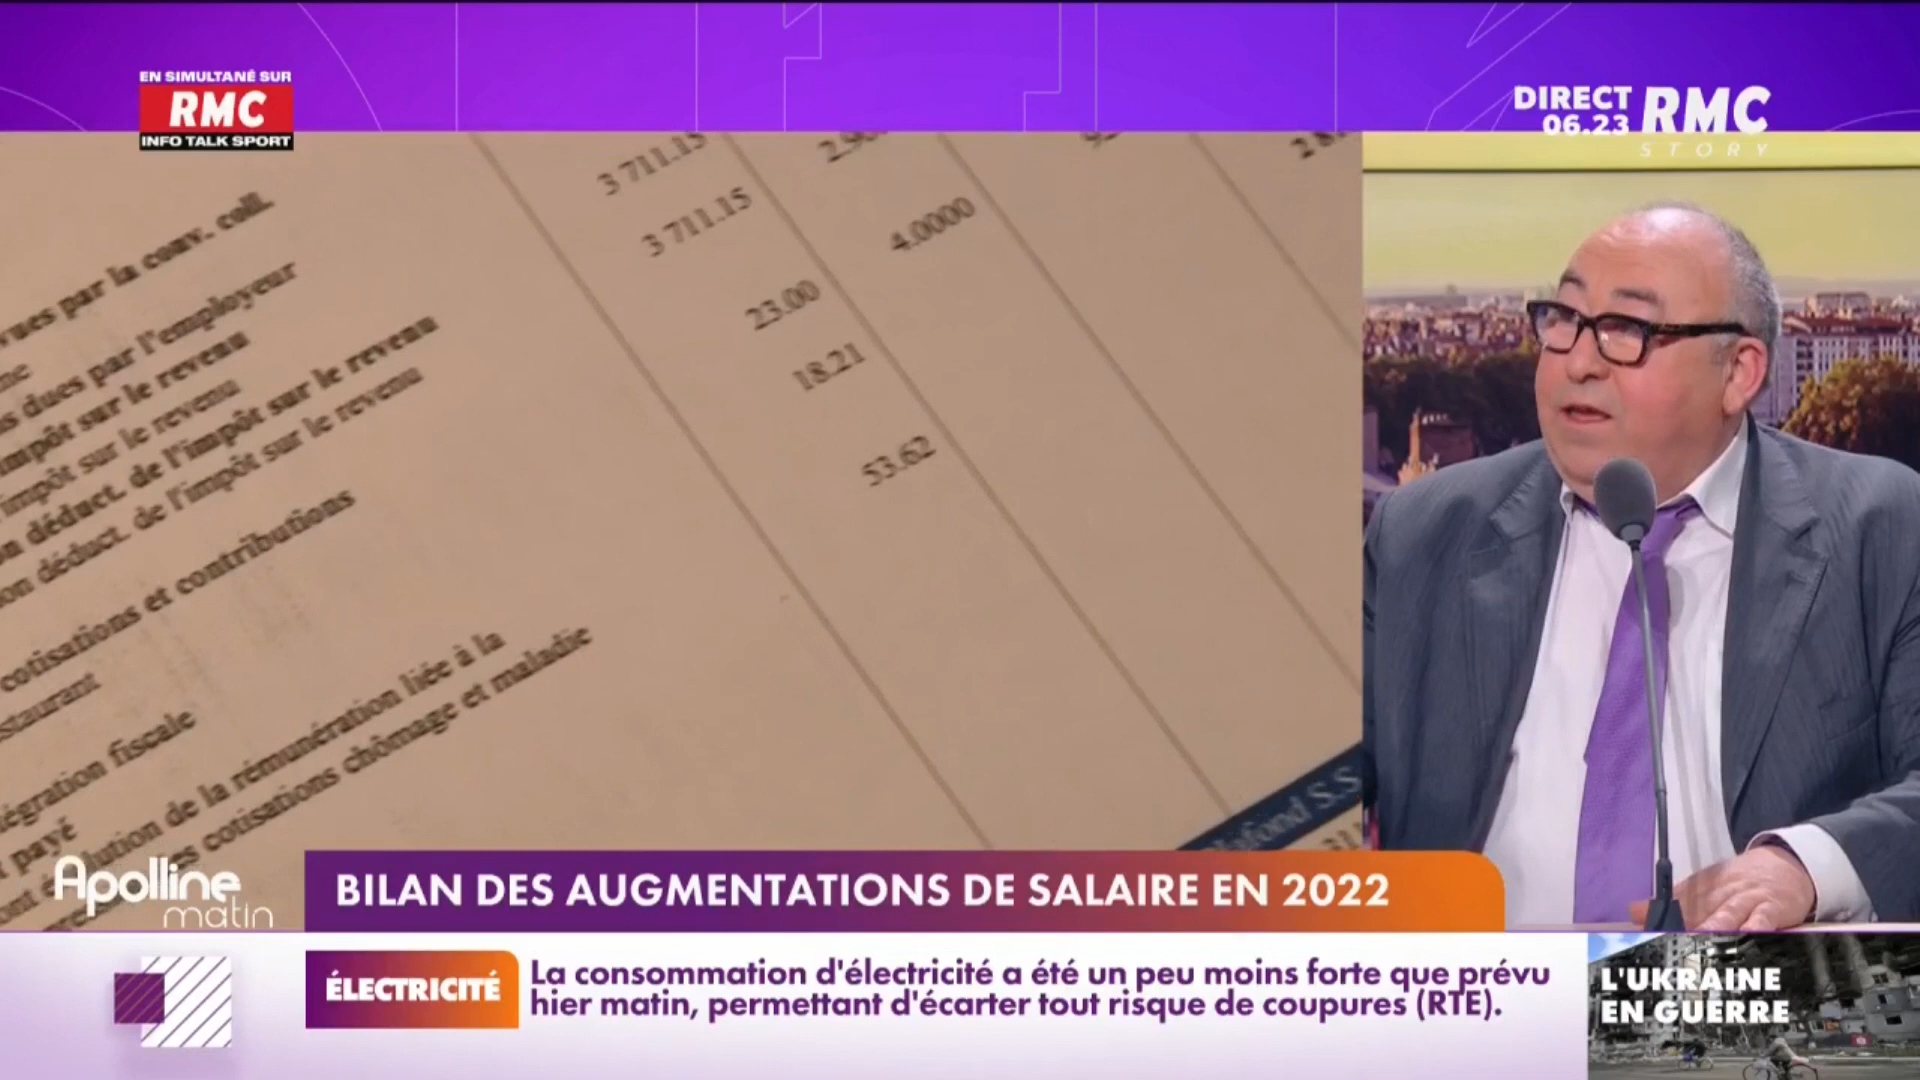 EN SIMULTANÉ SUR
RMC
INFO TALK SPORT
DIRECT
06.23
RMC
STORY
3 711.15
3 711.15
4.0000
23.00
18.21
53.62
par la conv. coll.
dues par l'employeur
impôt sur le revenu
impôt sur le revenu
déduct. de l'impôt sur le revenu
déduct. de l'impôt sur le revenu
cotisations et contributions
fiscale
payé
de la rémunération liée à la
cotisations chômage et maladie
Apolline
matin
BILAN DES AUGMENTATIONS DE SALAIRE EN 2022
ÉLECTRICITÉ
La consommation d'électricité a été un peu moins forte que prévu
hier matin, permettant d'écarter tout risque de coupures (RTE).
L'UKRAINE
EN GUERRE